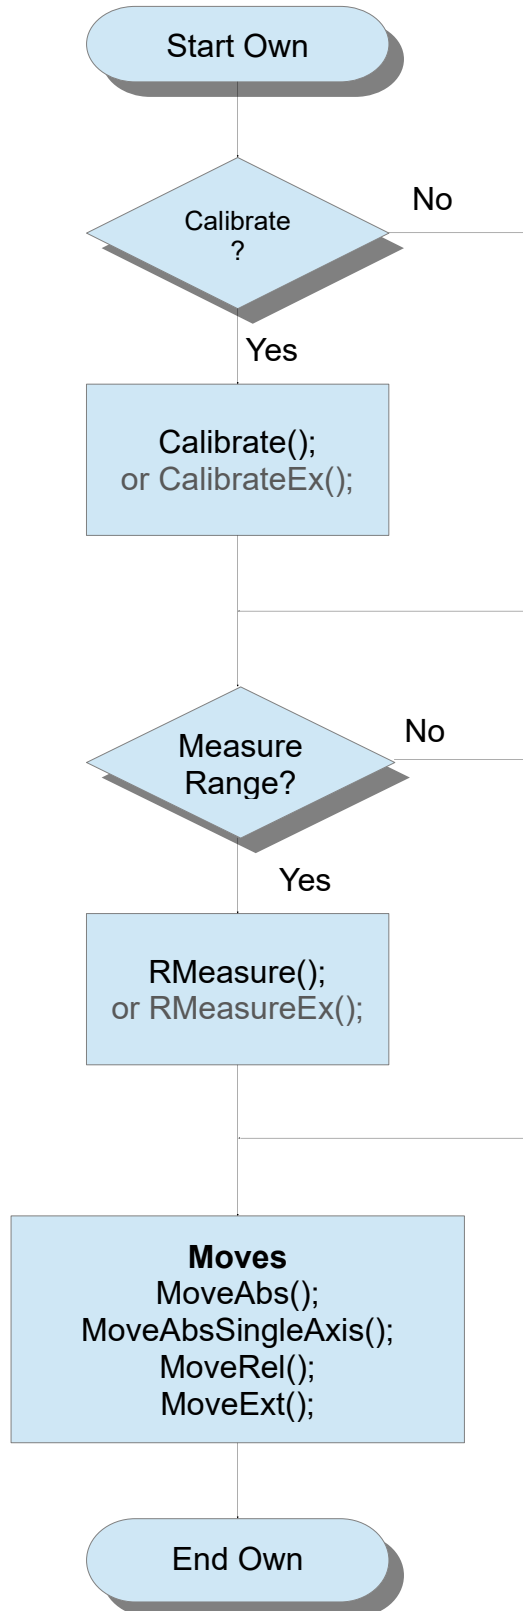 Start Own
Calibrate
?
No
Yes
Calibrate();
or CalibrateEx();
Measure
Range?
No
Yes
RMeasure();
or RMeasureEx();
Moves
MoveAbs();
MoveAbsSingleAxis();
MoveRel();
MoveExt();
End Own